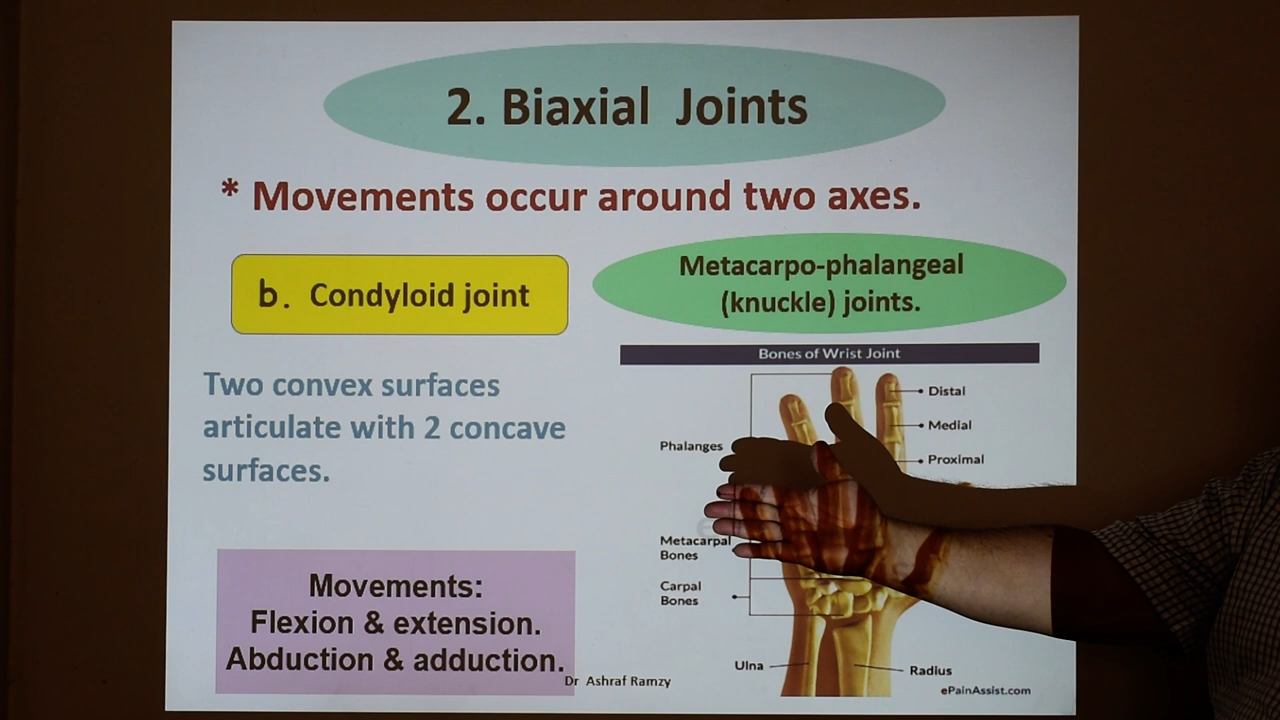 2. Biaxial Joints
* Movements occur around two axes.
b. Condyloid joint
Metacarpo-phalangeal
(knuckle) joints.
Two convex surfaces
articulate with 2 concave
surfaces.
Movements:
Flexion & extension.
Abduction & adduction.
Bones of Wrist Joint
Distal
Medial
Phalanges
Proximal
Metacarpal
Bones
Carpal
Bones
Ulna
Radius
Dr Ashraf Ramzy
ePainAssist.com